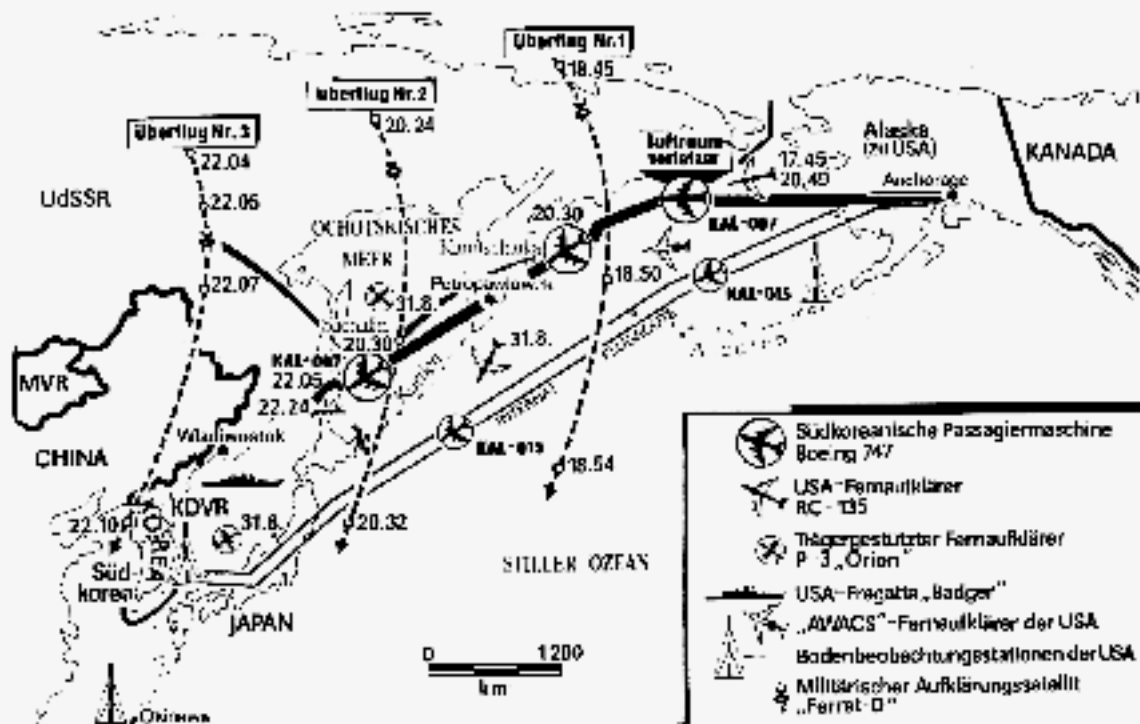 Überflug Nr.1
18.45
Überflug Nr.2
20.24
Überflug Nr. 3
22.04
22.06
22.07
UdSSR
OCHOTSKISCHES
MEER
31.8.
20.30
Kamtschatka
17.45-
20.49
Alaska
(zu USA)
KANADA
Anchorage
KAL-007
KAL-015
18.50
31.8.
20.30
KAL-007
22.05
22.24
MVR
CHINA
Wladiwostok
KAL-015
18.54
KDVR
22.10
31.8.
20.32
Süd-
korea
JAPAN
STILLER OZEAN
0 1200
km
Okinawa
Südkoreanische Passagiermaschine
Boeing 747
USA-Fernaufklärer
RC-135
Trägergestützter Fernaufklärer
P-3 „Orion“
USA-Fregatte „Badger“
„AWACS“-Fernaufklärer der USA
Bodenbeobachtungsstationen der USA
Militärischer Aufklärungssatellit
„Ferret-D“